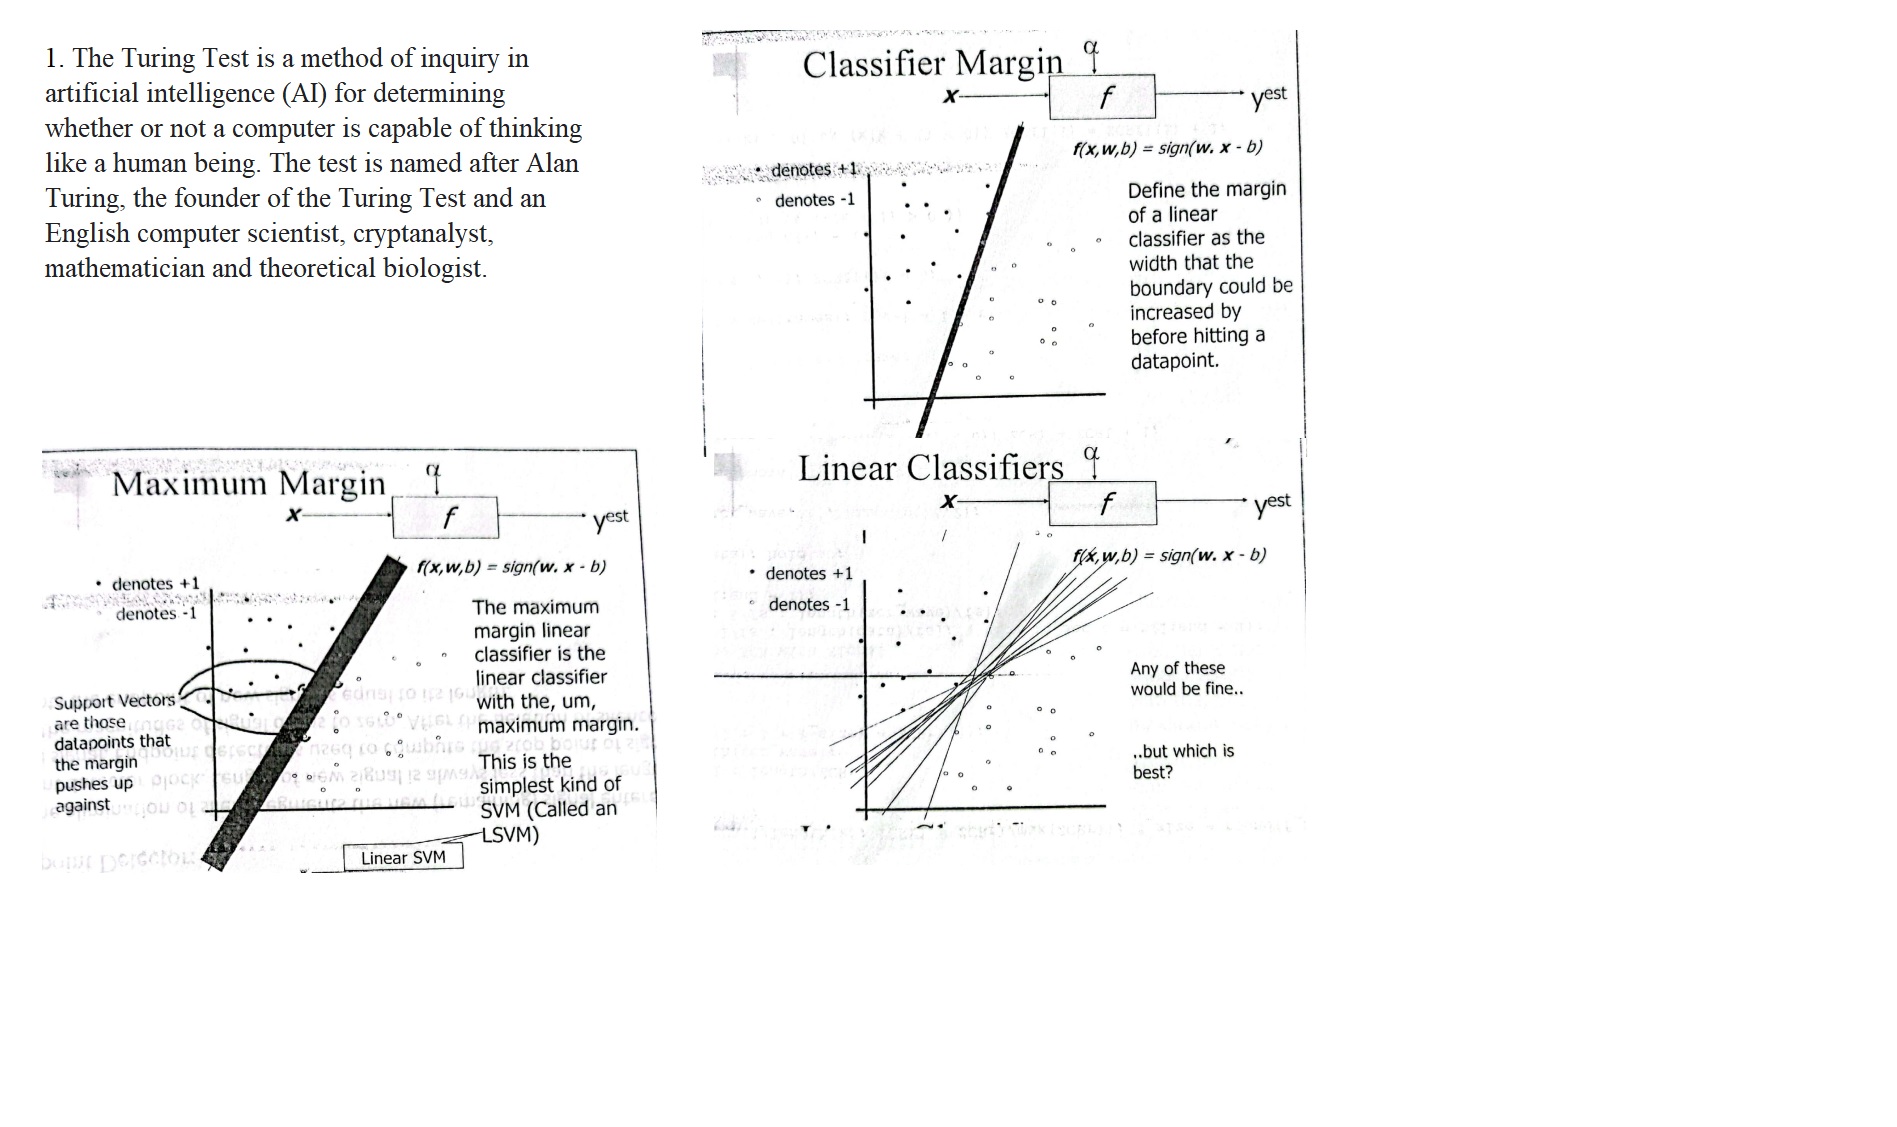 1. The Turing Test is a method of inquiry in
artificial intelligence (AI) for determining
whether or not a computer is capable of thinking
like a human being. The test is named after Alan
Turing, the founder of the Turing Test and an
English computer scientist, cryptanalyst,
mathematician and theoretical biologist.
Classifier Margin
α
x
f
yest
f(x,w,b) = sign(w. x - b)
• denotes +1
° denotes -1
Define the margin
of a linear
classifier as the
width that the
boundary could be
increased by
before hitting a
datapoint.
Maximum Margin
α
x
f
yest
f(x,w,b) = sign(w. x - b)
• denotes +1
° denotes -1
The maximum
margin linear
classifier is the
linear classifier
with the, um,
maximum margin.
This is the
simplest kind of
SVM (Called an
LSVM)
Support Vectors
are those
datapoints that
the margin
pushes up
against
Linear SVM
Linear Classifiers
α
x
f
yest
f(x,w,b) = sign(w. x - b)
• denotes +1
° denotes -1
Any of these
would be fine..
..but which is
best?